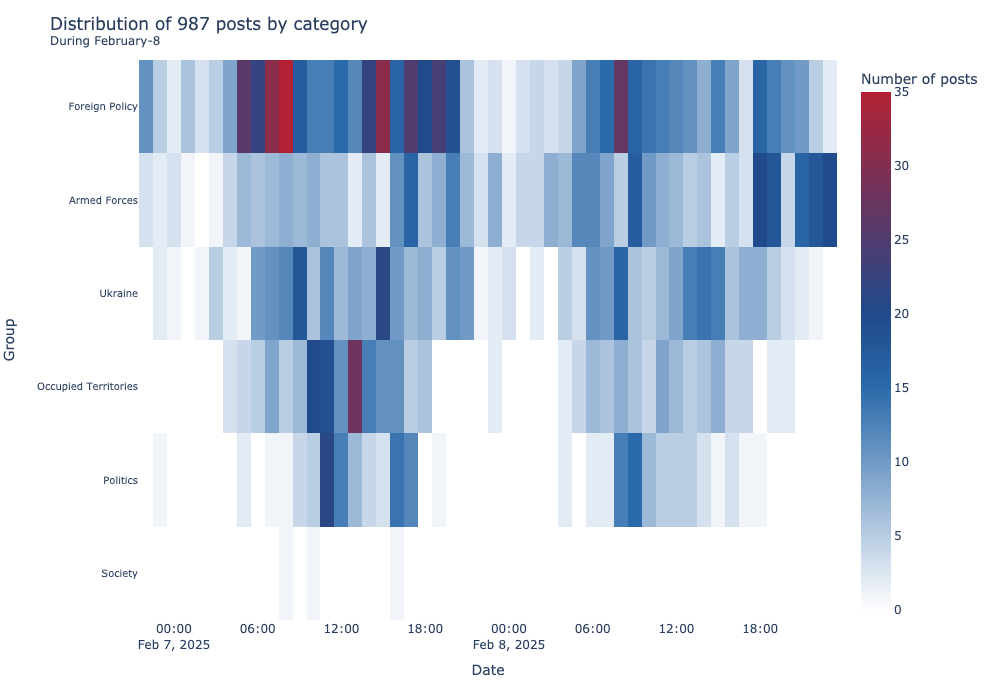 Distribution of 987 posts by category
During February-8
Number of posts
35
30
25
20
15
10
5
0
Group
Foreign Policy
Armed Forces
Ukraine
Occupied Territories
Politics
Society
00:00 06:00 12:00 18:00 00:00 06:00 12:00 18:00
Feb 7, 2025 Feb 8, 2025
Date